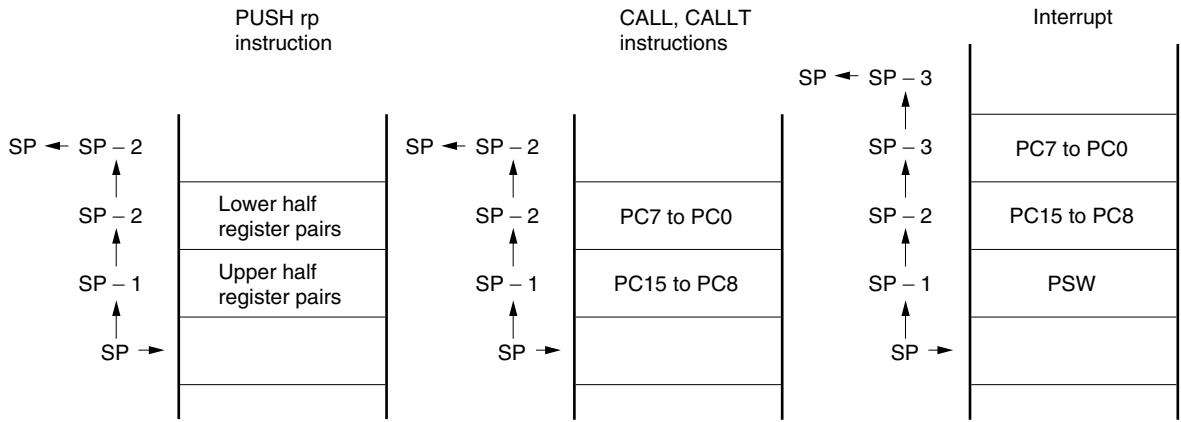 PUSH rp
instruction
SP SP – 2
SP – 2
Lower half
register pairs
SP – 1
Upper half
register pairs
SP
CALL, CALLT
instructions
SP SP – 2
SP – 2
PC7 to PC0
SP – 1
PC15 to PC8
SP
Interrupt
SP SP – 3
SP – 3
PC7 to PC0
SP – 2
PC15 to PC8
SP – 1
PSW
SP